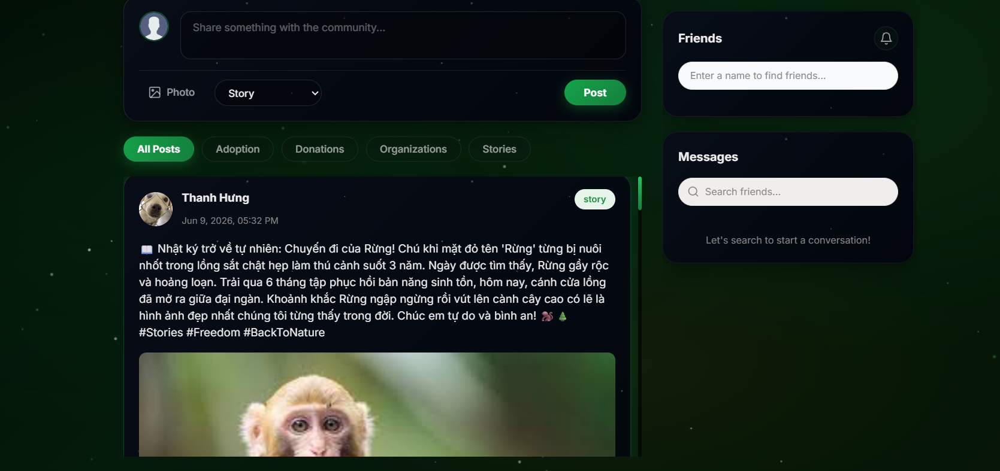 Share something with the community...
Photo
Story
Post
All Posts
Adoption
Donations
Organizations
Stories
Thanh Hưng
story
Jun 9, 2026, 05:32 PM
📖 Nhật ký trở về tự nhiên: Chuyến đi của Rừng! Chú khỉ mặt đỏ tên 'Rừng' từng bị nuôi
nhốt trong lồng sắt chật hẹp làm thú cảnh suốt 3 năm. Ngày được tìm thấy, Rừng gầy rộc
và hoảng loạn. Trải qua 6 tháng tập phục hồi bản năng sinh tồn, hôm nay, cánh cửa lồng
đã mở ra giữa đại ngàn. Khoảnh khắc Rừng ngập ngừng rồi vút lên cành cây cao có lẽ là
hình ảnh đẹp nhất chúng tôi từng thấy trong đời. Chúc em tự do và bình an! 🐒 🌲
#Stories #Freedom #BackToNature
Friends
Enter a name to find friends...
Messages
Search friends...
Let's search to start a conversation!